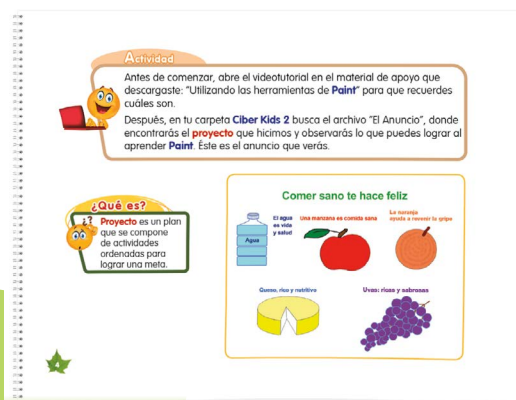 Actividad
Antes de comenzar, abre el videotutorial en el material de apoyo que
descargaste: "Utilizando las herramientas de Paint" para que recuerdes
cuáles son.
Después, en tu carpeta Ciber Kids 2 busca el archivo "El Anuncio", donde
encontrarás el proyecto que hicimos y observarás lo que puedes lograr al
aprender Paint. Éste es el anuncio que verás.
¿Qué es?
¿?
Proyecto es un plan
que se compone
de actividades
ordenadas para
lograr una meta.
Comer sano te hace feliz
El agua
es vida
y salud
Agua
Una manzana es comida sana
La naranja
ayuda a revenir la gripe
Queso, rico y nutritivo
Uvas: ricas y sabrosas
4